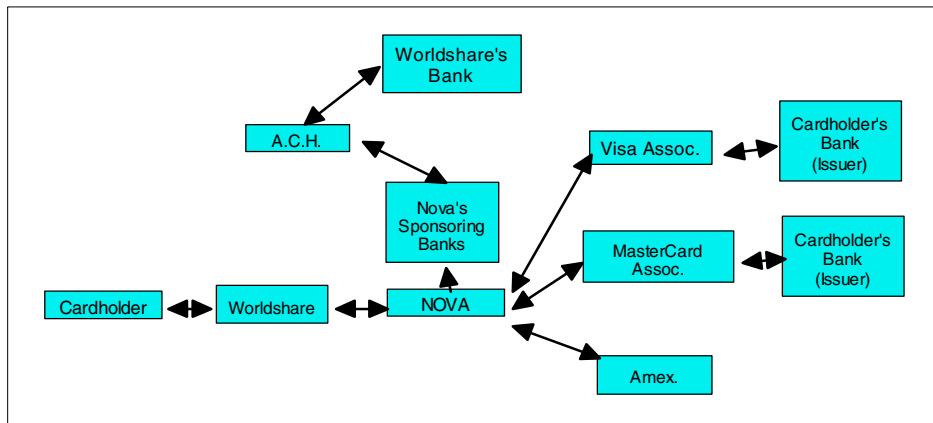 Worldshare's
Bank
A.C.H.
Visa Assoc.
Cardholder's
Bank
(Issuer)
Nova's
Sponsoring
Banks
MasterCard
Assoc.
Cardholder's
Bank
(Issuer)
Cardholder
Worldshare
NOVA
Amex.